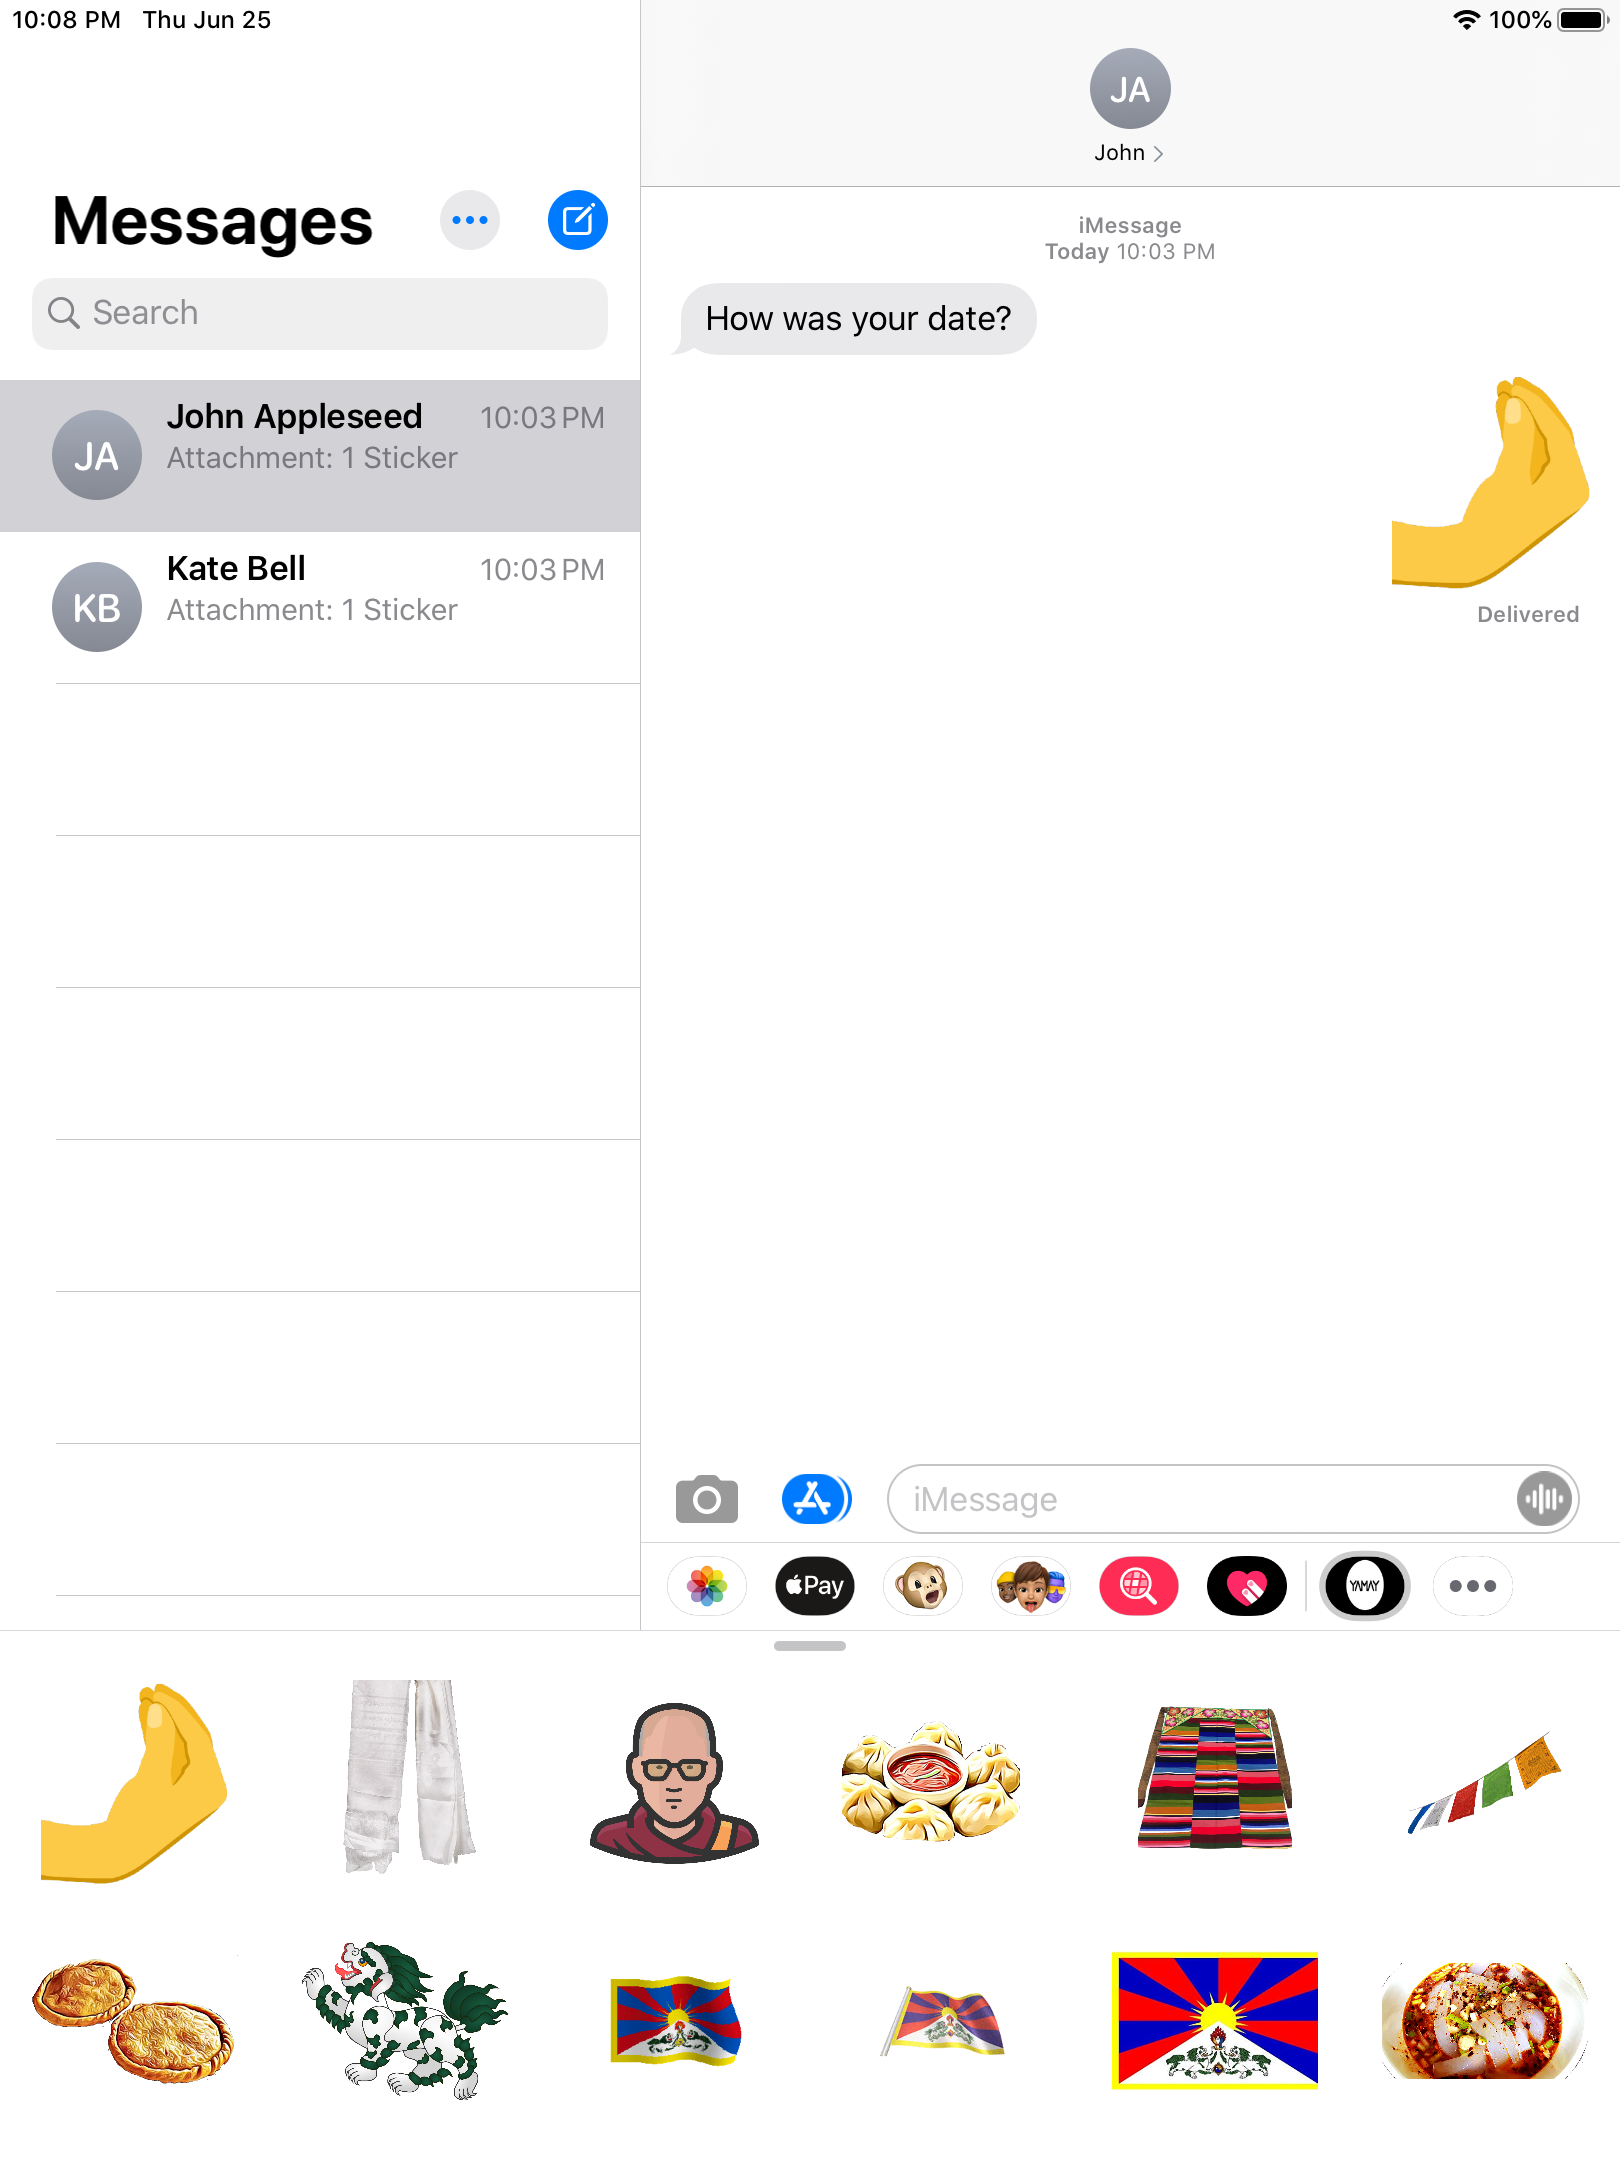 10:08 PM Thu Jun 25
100%
Messages
Search
JA
John Appleseed 10:03 PM
Attachment: 1 Sticker
KB
Kate Bell 10:03 PM
Attachment: 1 Sticker
JA
John
iMessage
Today 10:03 PM
How was your date?
Delivered
iMessage
Pay
YAMAY